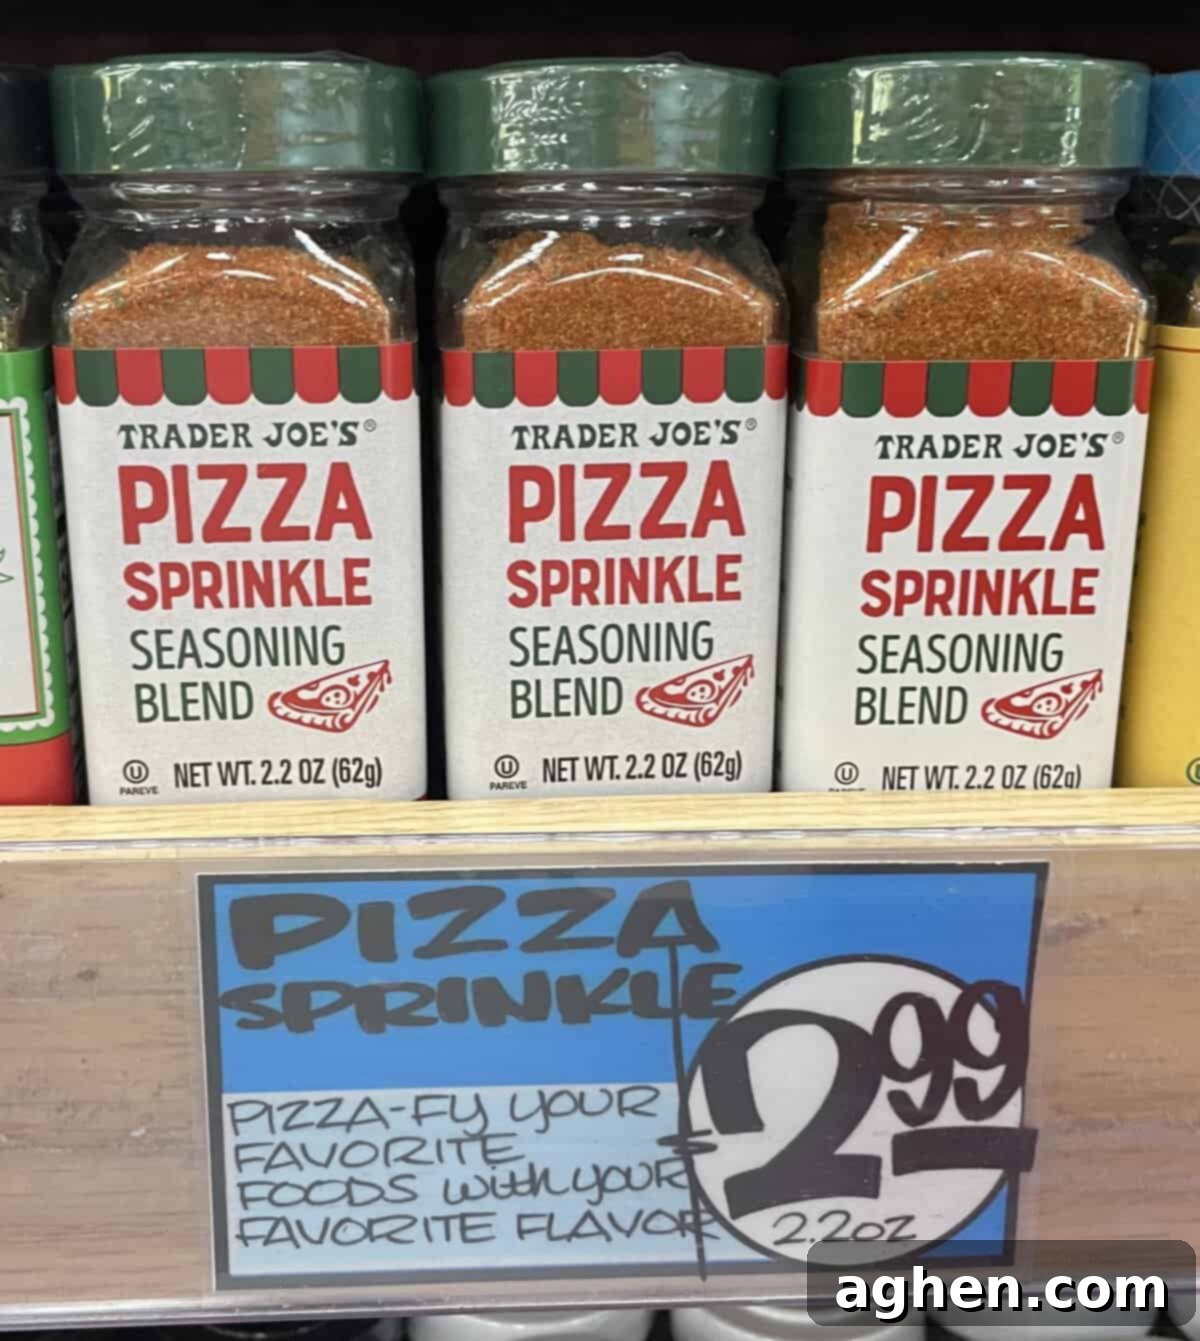 TRADER JOE'S®
PIZZA
SPRINKLE
SEASONING
BLEND
U
PAREVE
NET WT. 2.2 OZ (62g)
TRADER JOE'S®
PIZZA
SPRINKLE
SEASONING
BLEND
U
PAREVE
NET WT. 2.2 OZ (62g)
TRADER JOE'S®
PIZZA
SPRINKLE
SEASONING
BLEND
U
NET WT. 2.2 OZ (62g)
PIZZA
SPRINKLE
$2.99
PIZZA-FY YOUR
FAVORITE
FOODS with YOUR
FAVORITE FLAVOR
2.2oz
aghen.com